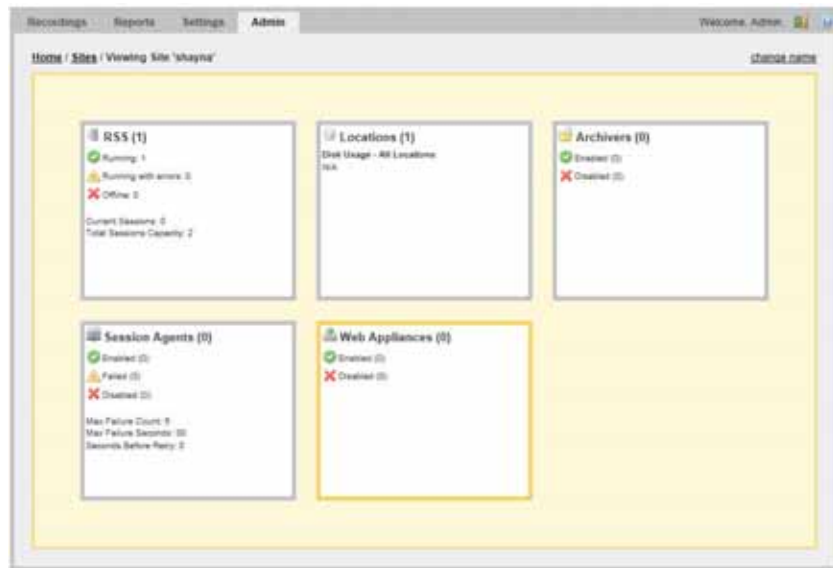 Recordings Reports Settings Admin Welcome, Admin.
Home / Sites / Viewing Site 'shayna' change name
RSS (1)
Running: 1
Running with errors: 0
Offline: 0
Current Sessions: 0
Total Sessions Capacity: 2
Locations (1)
Disk Usage - All Locations
N/A
Archivers (0)
Enabled (0)
Disabled (0)
Session Agents (0)
Enabled (0)
Failed (0)
Disabled (0)
Max Failure Count: 5
Max Failure Seconds:
Seconds Before Retry: 0
Web Appliances (0)
Enabled (0)
Disabled (0)